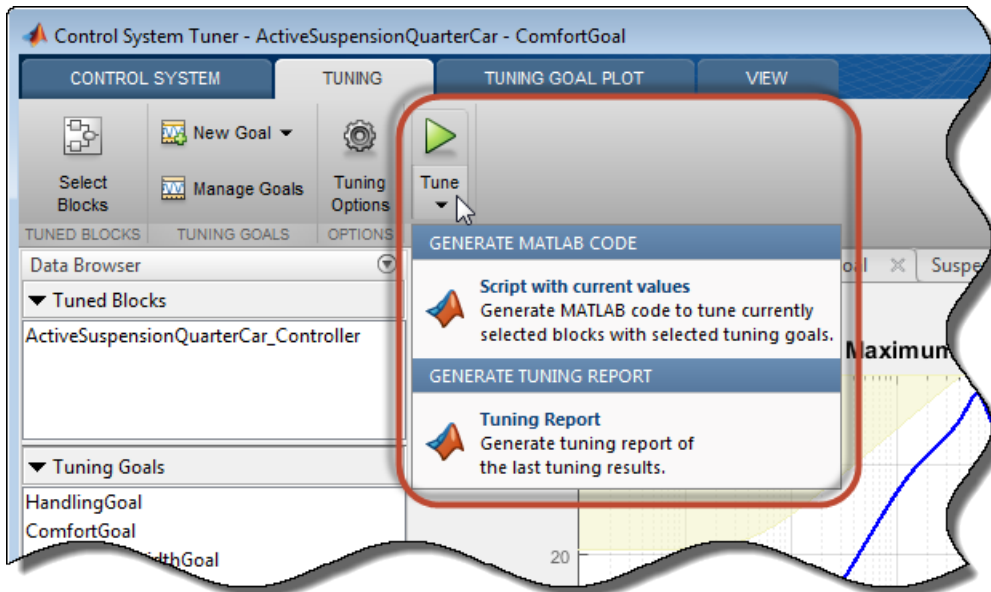 Control System Tuner - ActiveSuspensionQuarterCar - ComfortGoal
CONTROL SYSTEM
TUNING
TUNING GOAL PLOT
VIEW
Select
Blocks
New Goal
Manage Goals
Tuning
Options
Tune
TUNED BLOCKS
TUNING GOALS
OPTIONS
GENERATE MATLAB CODE
Script with current values
Generate MATLAB code to tune currently
selected blocks with selected tuning goals.
GENERATE TUNING REPORT
Tuning Report
Generate tuning report of
the last tuning results.
Data Browser
Tuned Blocks
ActiveSuspensionQuarterCar_Controller
Tuning Goals
HandlingGoal
ComfortGoal
Maximum
20